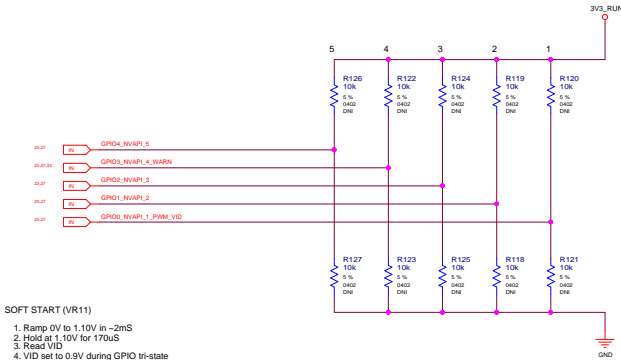 3V3_RUN
5 4 3 2 1
R126 R122 R124 R119 R120
10k 10k 10k 10k 10k
5 % 5 % 5 % 5 % 5 %
0402 0402 0402 0402 0402
DNI DNI DNI DNI DNI
23,27 IN GPIO4_NVAPI_5
23,27,33 IN GPIO3_NVAPI_4_WARN
23,27 IN GPIO2_NVAPI_3
23,27 IN GPIO1_NVAPI_2
23,27 IN GPIO0_NVAPI_1_PWM_VID
R127 R123 R125 R118 R121
10k 10k 10k 10k 10k
5 % 5 % 5 % 5 % 5 %
0402 0402 0402 0402 0402
DNI DNI DNI DNI DNI
SOFT START (VR11)
1. Ramp 0V to 1.10V in ~2mS
2. Hold at 1.10V for 170uS
3. Read VID
4. VID set to 0.9V during GPIO tri-state
GND